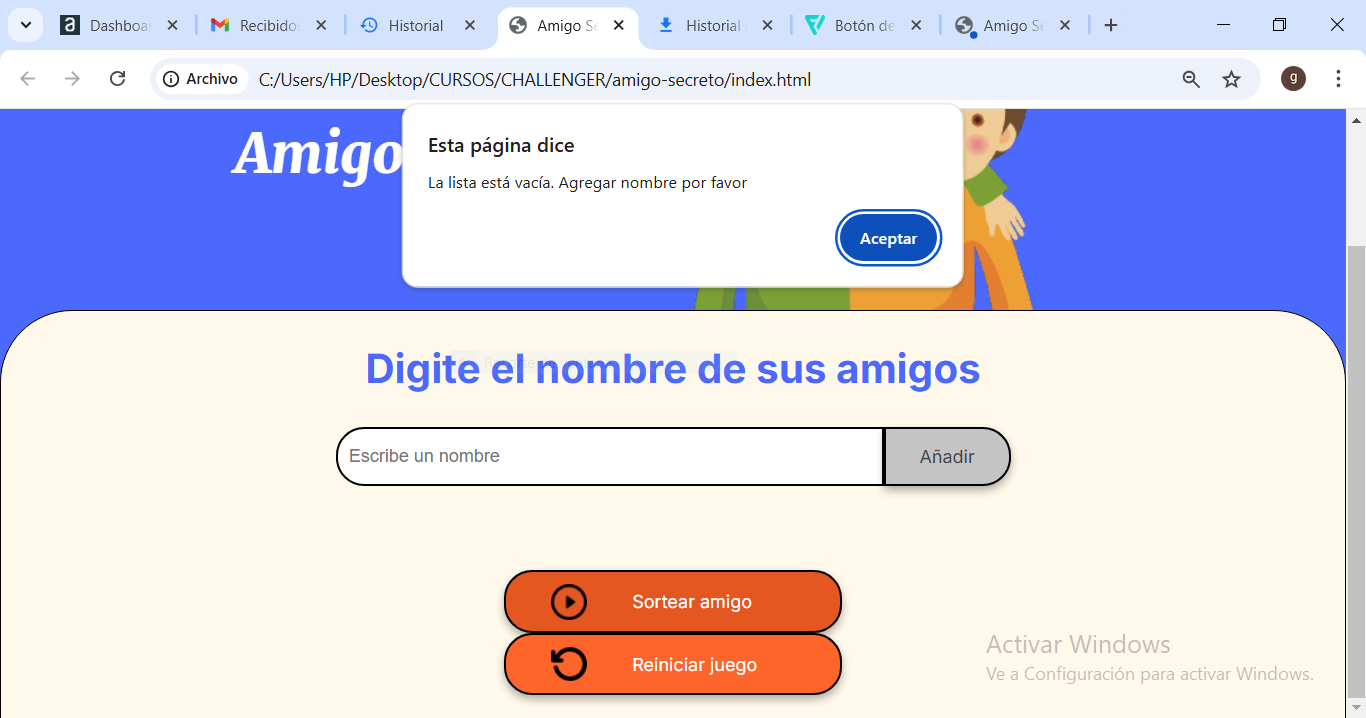 Dashboar
Recibidos
Historial
Amigo Se
Historial
Botón de
Amigo Se
Archivo
C:/Users/HP/Desktop/CURSOS/CHALLENGER/amigo-secreto/index.html
g
Amigo
Esta página dice
La lista está vacía. Agregar nombre por favor
Aceptar
Digite el nombre de sus amigos
Escribe un nombre
Añadir
Sortear amigo
Reiniciar juego
Activar Windows
Ve a Configuración para activar Windows.